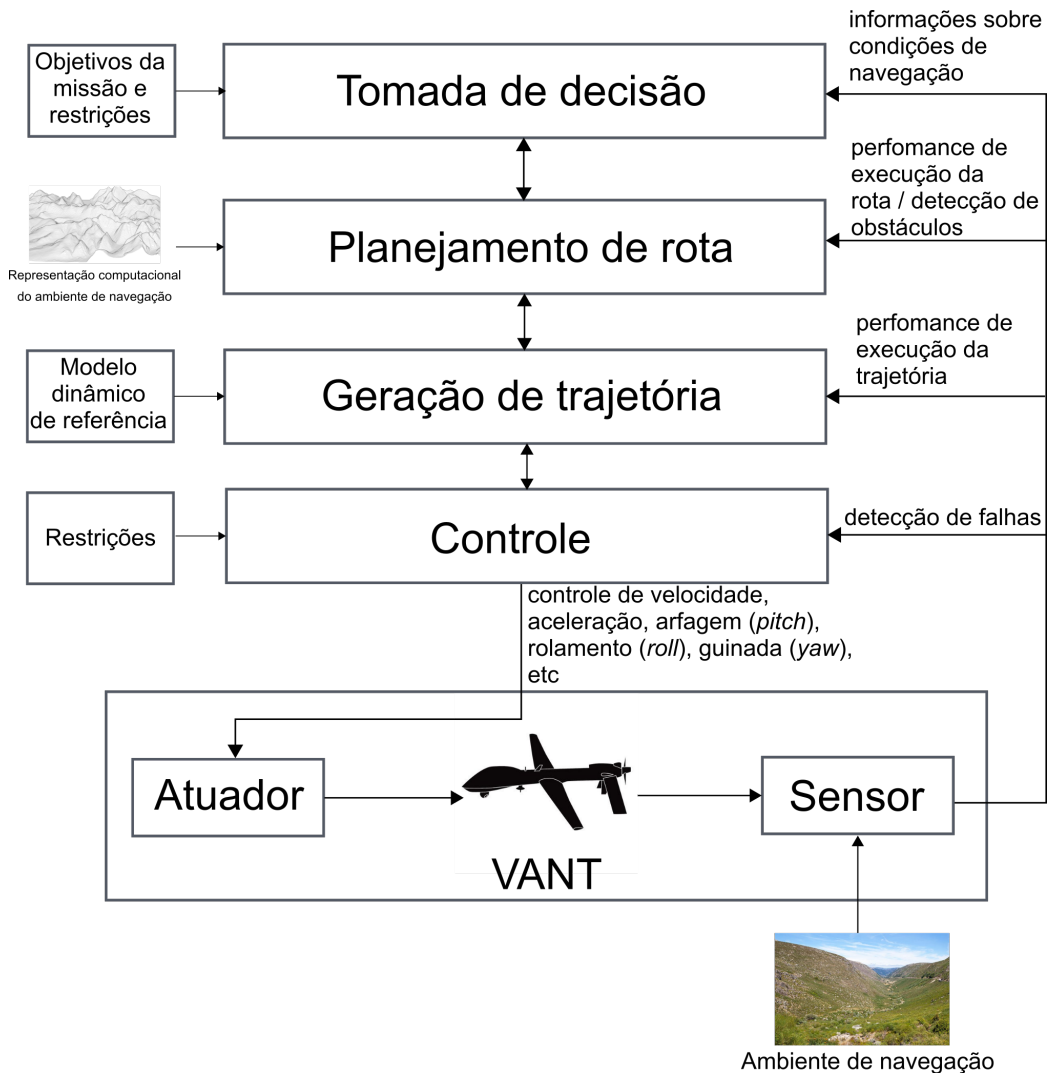 informações sobre
condições de
navegação
Objetivos da
missão e
restrições
Tomada de decisão
perfomance de
execução da
rota / detecção de
obstáculos
Planejamento de rota
Representação computacional
do ambiente de navegação
perfomance de
execução da
trajetória
Modelo
dinâmico
de referência
Geração de trajetória
Restrições
Controle
detecção de falhas
controle de velocidade,
aceleração, arfagem (pitch),
rolamento (roll), guinada (yaw),
etc
Atuador
Sensor
VANT
Ambiente de navegação